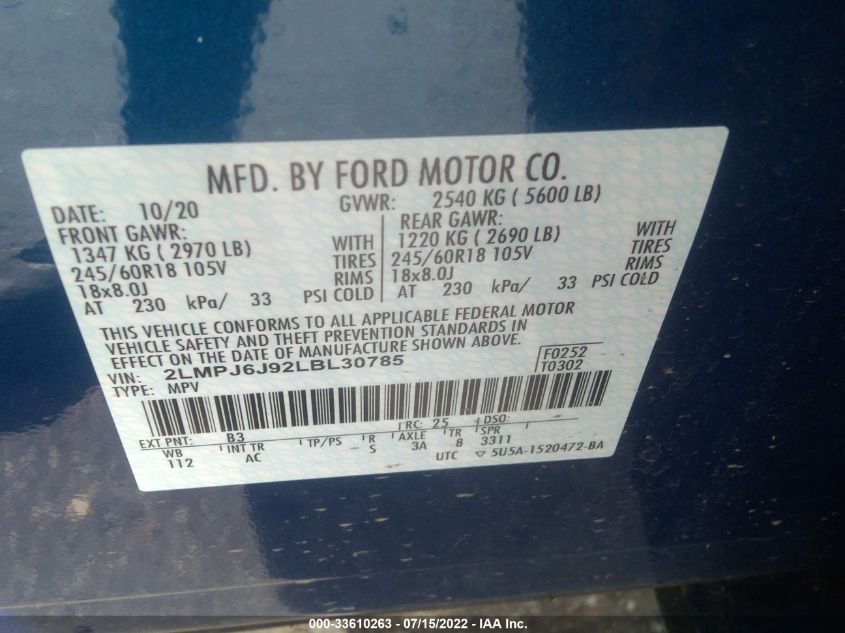 MFD. BY FORD MOTOR CO.
DATE: 10/20 GVWR: 2540 KG ( 5600 LB)
FRONT GAWR: REAR GAWR:
1347 KG ( 2970 LB) WITH 1220 KG ( 2690 LB) WITH
245/60R18 105V TIRES 245/60R18 105V TIRES
18x8.0J RIMS 18x8.0J RIMS
AT 230 kPa/ 33 PSI COLD AT 230 kPa/ 33 PSI COLD
THIS VEHICLE CONFORMS TO ALL APPLICABLE FEDERAL MOTOR
VEHICLE SAFETY AND THEFT PREVENTION STANDARDS IN
EFFECT ON THE DATE OF MANUFACTURE SHOWN ABOVE.
VIN: 2LMPJ6J92LBL30785 F0252
TYPE: MPV T0302
EXT PNT: B3 RC: 25 DSO:
WB INT TR TP/PS R AXLE TR SPR
112 AC S 3A 8 3311
UTC ▽ 5U5A-1520472-BA
000-33610263 - 07/15/2022 - IAA Inc.